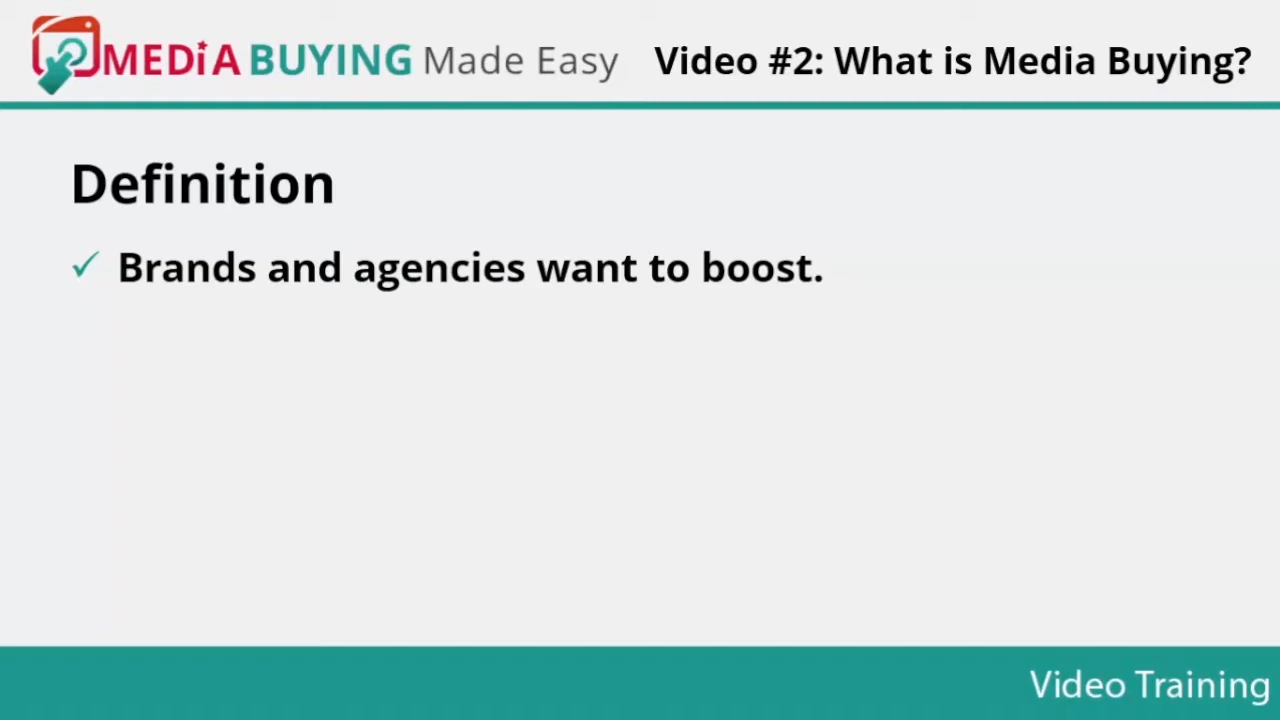 MEDIA BUYING Made Easy
Video #2: What is Media Buying?
Definition
✓ Brands and agencies want to boost.
Video Training